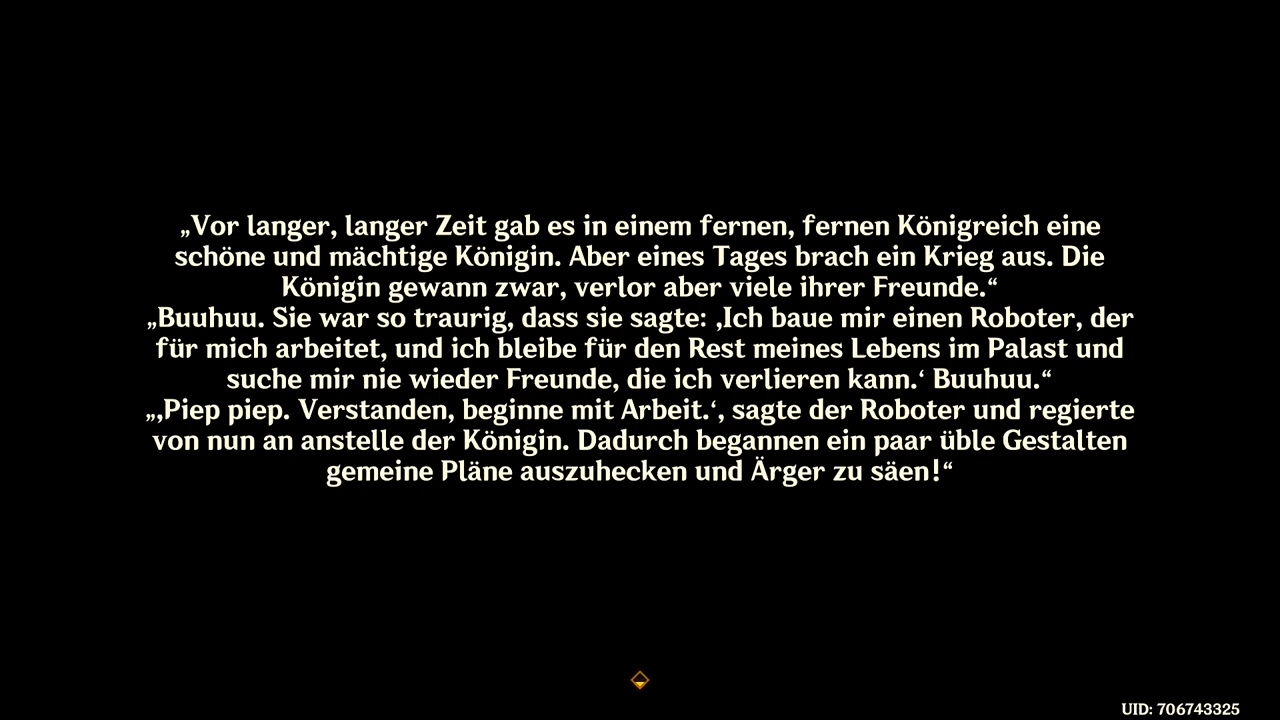 „Vor langer, langer Zeit gab es in einem fernen, fernen Königreich eine
schöne und mächtige Königin. Aber eines Tages brach ein Krieg aus. Die
Königin gewann zwar, verlor aber viele ihrer Freunde.“
„Buuhuu. Sie war so traurig, dass sie sagte: ‚Ich baue mir einen Roboter, der
für mich arbeitet, und ich bleibe für den Rest meines Lebens im Palast und
suche mir nie wieder Freunde, die ich verlieren kann.‘ Buuhuu.“
„‚Piep piep. Verstanden, beginne mit Arbeit.‘, sagte der Roboter und regierte
von nun an anstelle der Königin. Dadurch begannen ein paar üble Gestalten
gemeine Pläne auszuhecken und Ärger zu säen!“
UID: 706743325